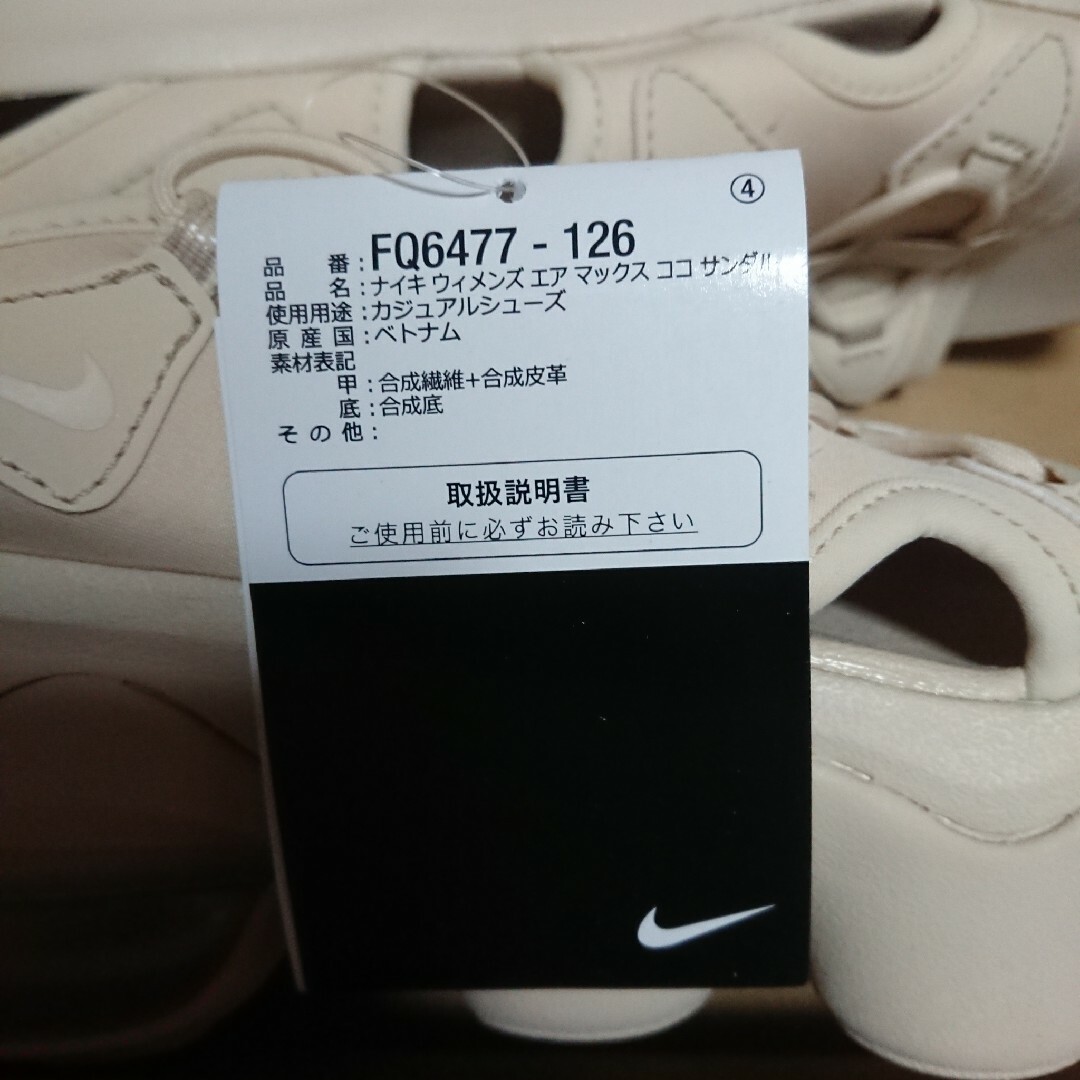 ④
品 番:FQ6477 - 126
品 名:ナイキ ウィメンズ エア マックス ココ サンダル
使用用途:カジュアルシューズ
原産国:ベトナム
素材表記
甲:合成繊維+合成皮革
底:合成底
その他:
取扱説明書
ご使用前に必ずお読み下さい